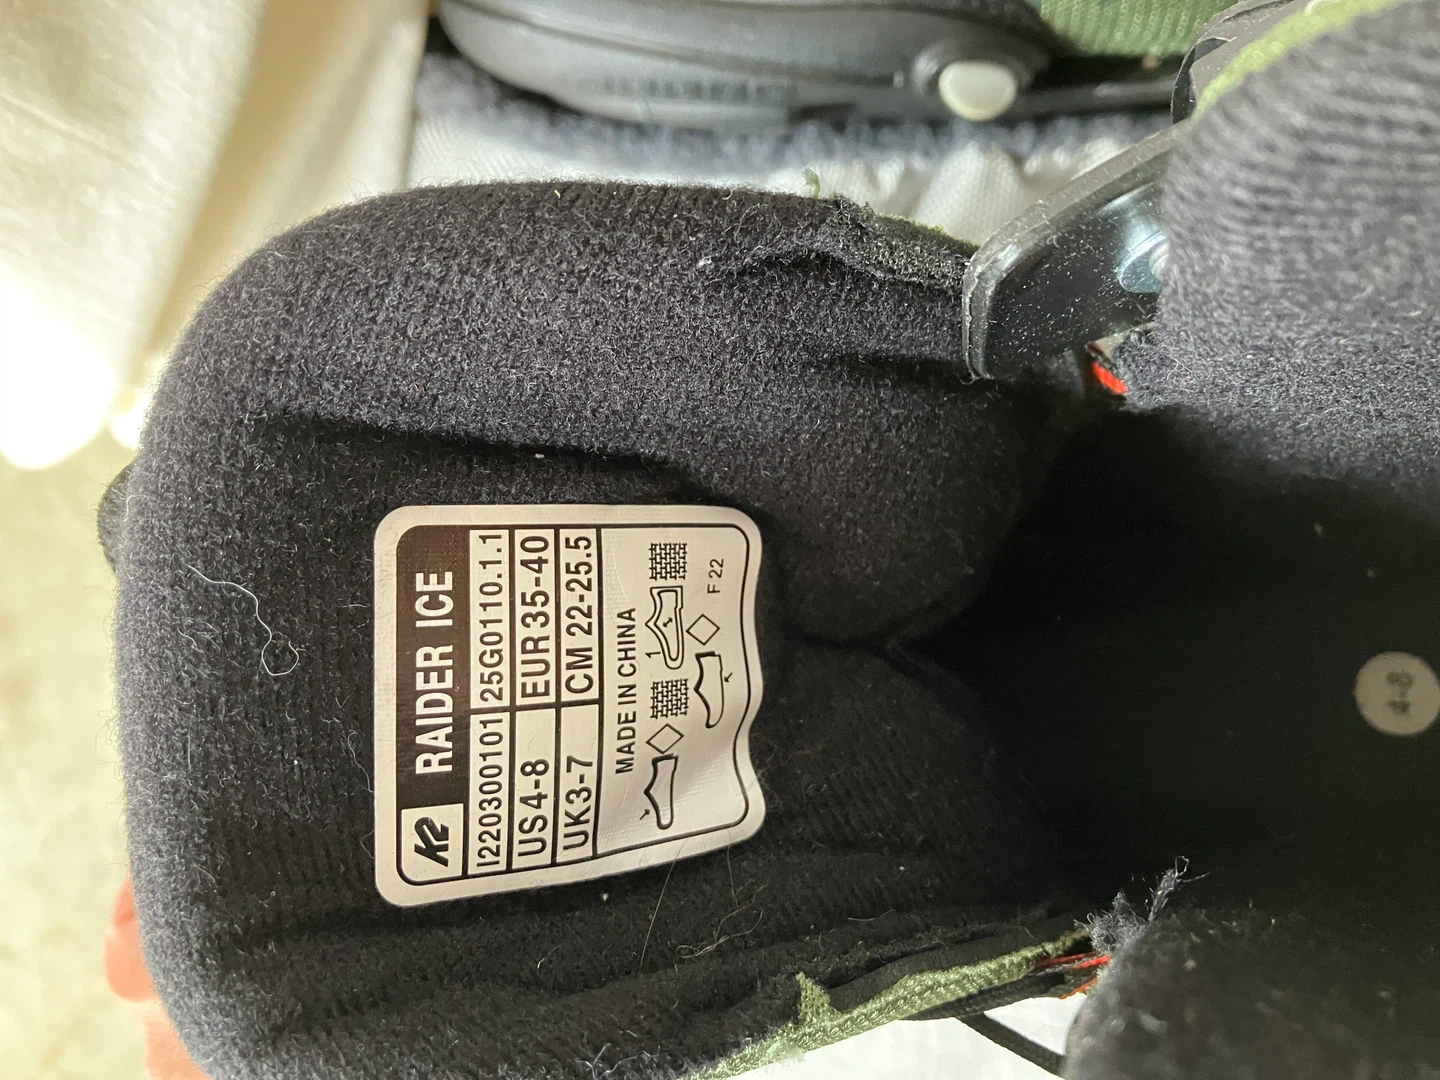 K2 RAIDER ICE
I220300101 25G0110.1.1
US4-8 EUR35-40
UK3-7 CM 22-25.5
MADE IN CHINA
F 22
4-8